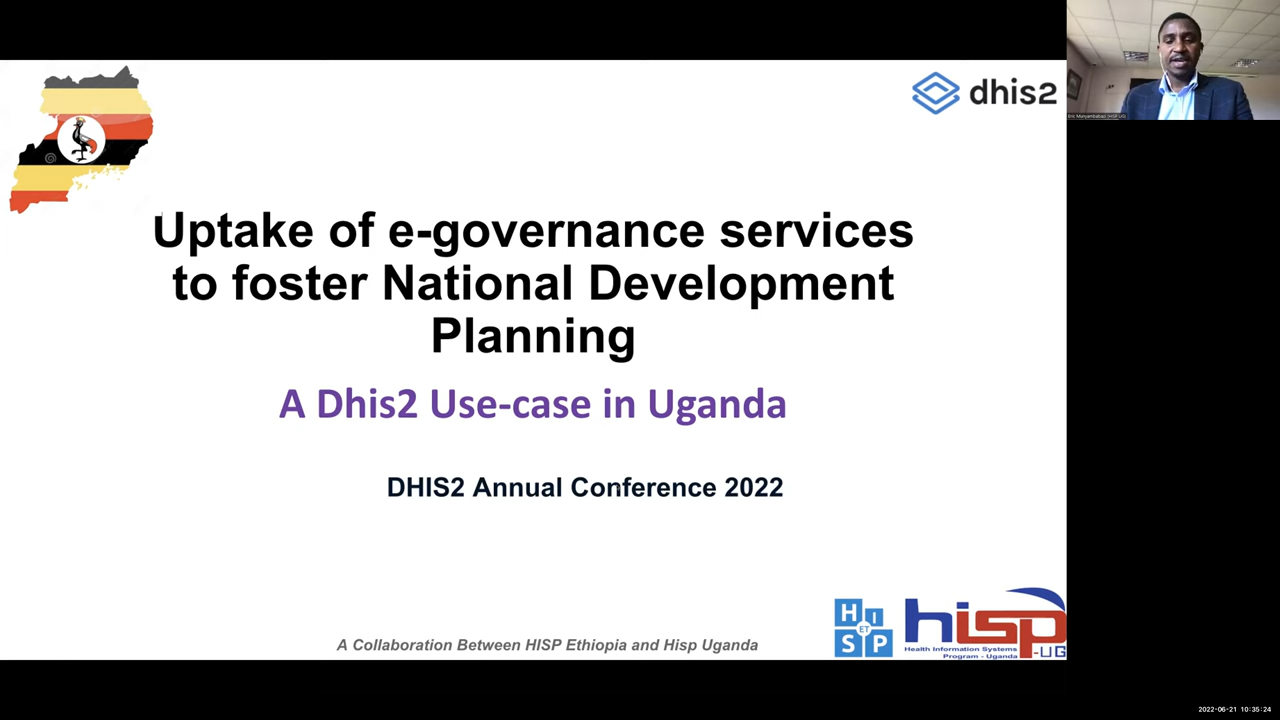 dhis2
Uptake of e-governance services
to foster National Development
Planning
A Dhis2 Use-case in Uganda
DHIS2 Annual Conference 2022
A Collaboration Between HISP Ethiopia and Hisp Uganda
H I
ET
S P
hisp
Health Information Systems
Program - Uganda
-UG
2022-06-21 10:35:24